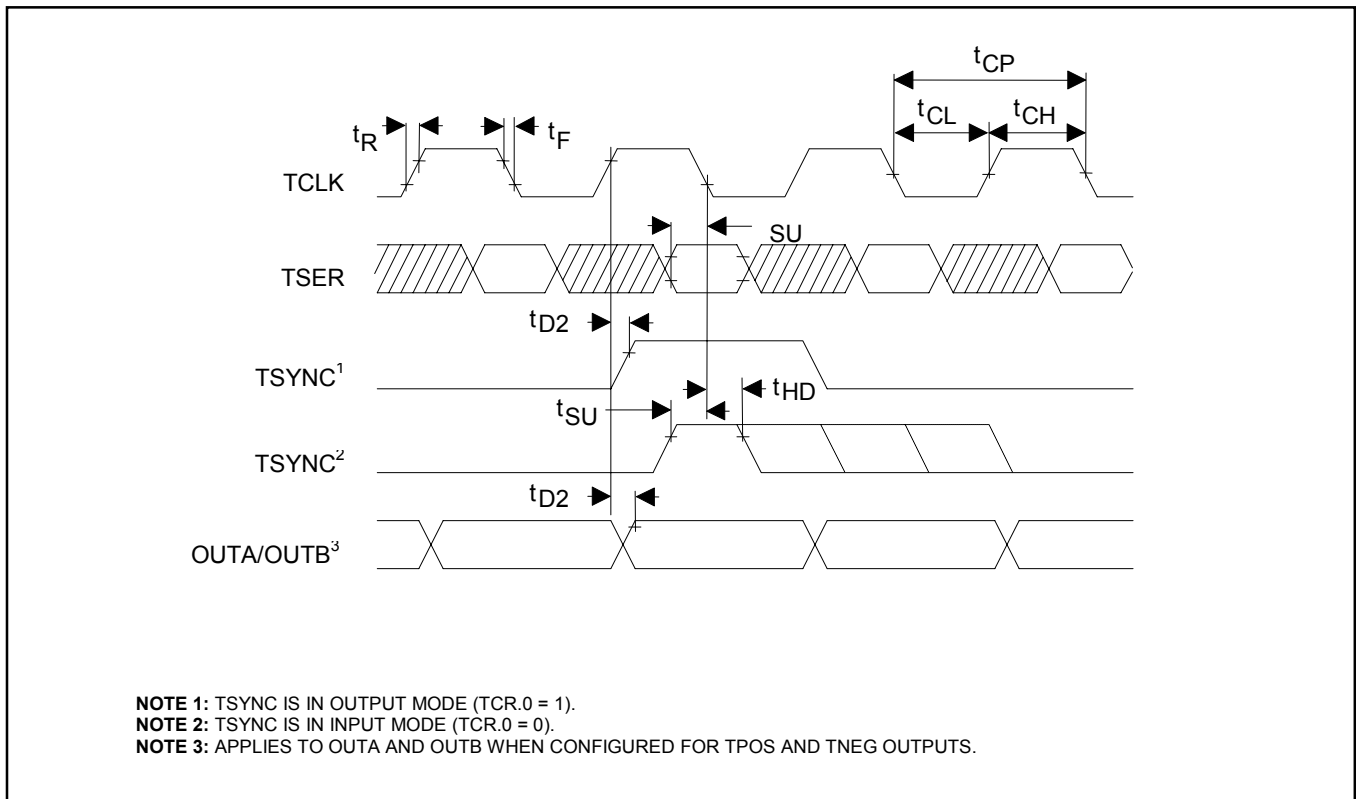 tCP
tCL tCH
tR tF
TCLK
SU
TSER
tD2
TSYNC1
tHD
tSU
TSYNC2
tD2
OUTA/OUTB3
NOTE 1: TSYNC IS IN OUTPUT MODE (TCR.0 = 1).
NOTE 2: TSYNC IS IN INPUT MODE (TCR.0 = 0).
NOTE 3: APPLIES TO OUTA AND OUTB WHEN CONFIGURED FOR TPOS AND TNEG OUTPUTS.